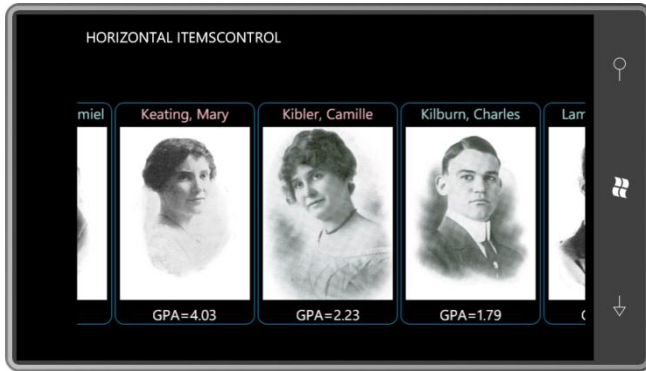 HORIZONTAL ITEMSCONTROL
miel
Keating, Mary
Kibler, Camille
Kilburn, Charles
Lam
GPA=4.03
GPA=2.23
GPA=1.79